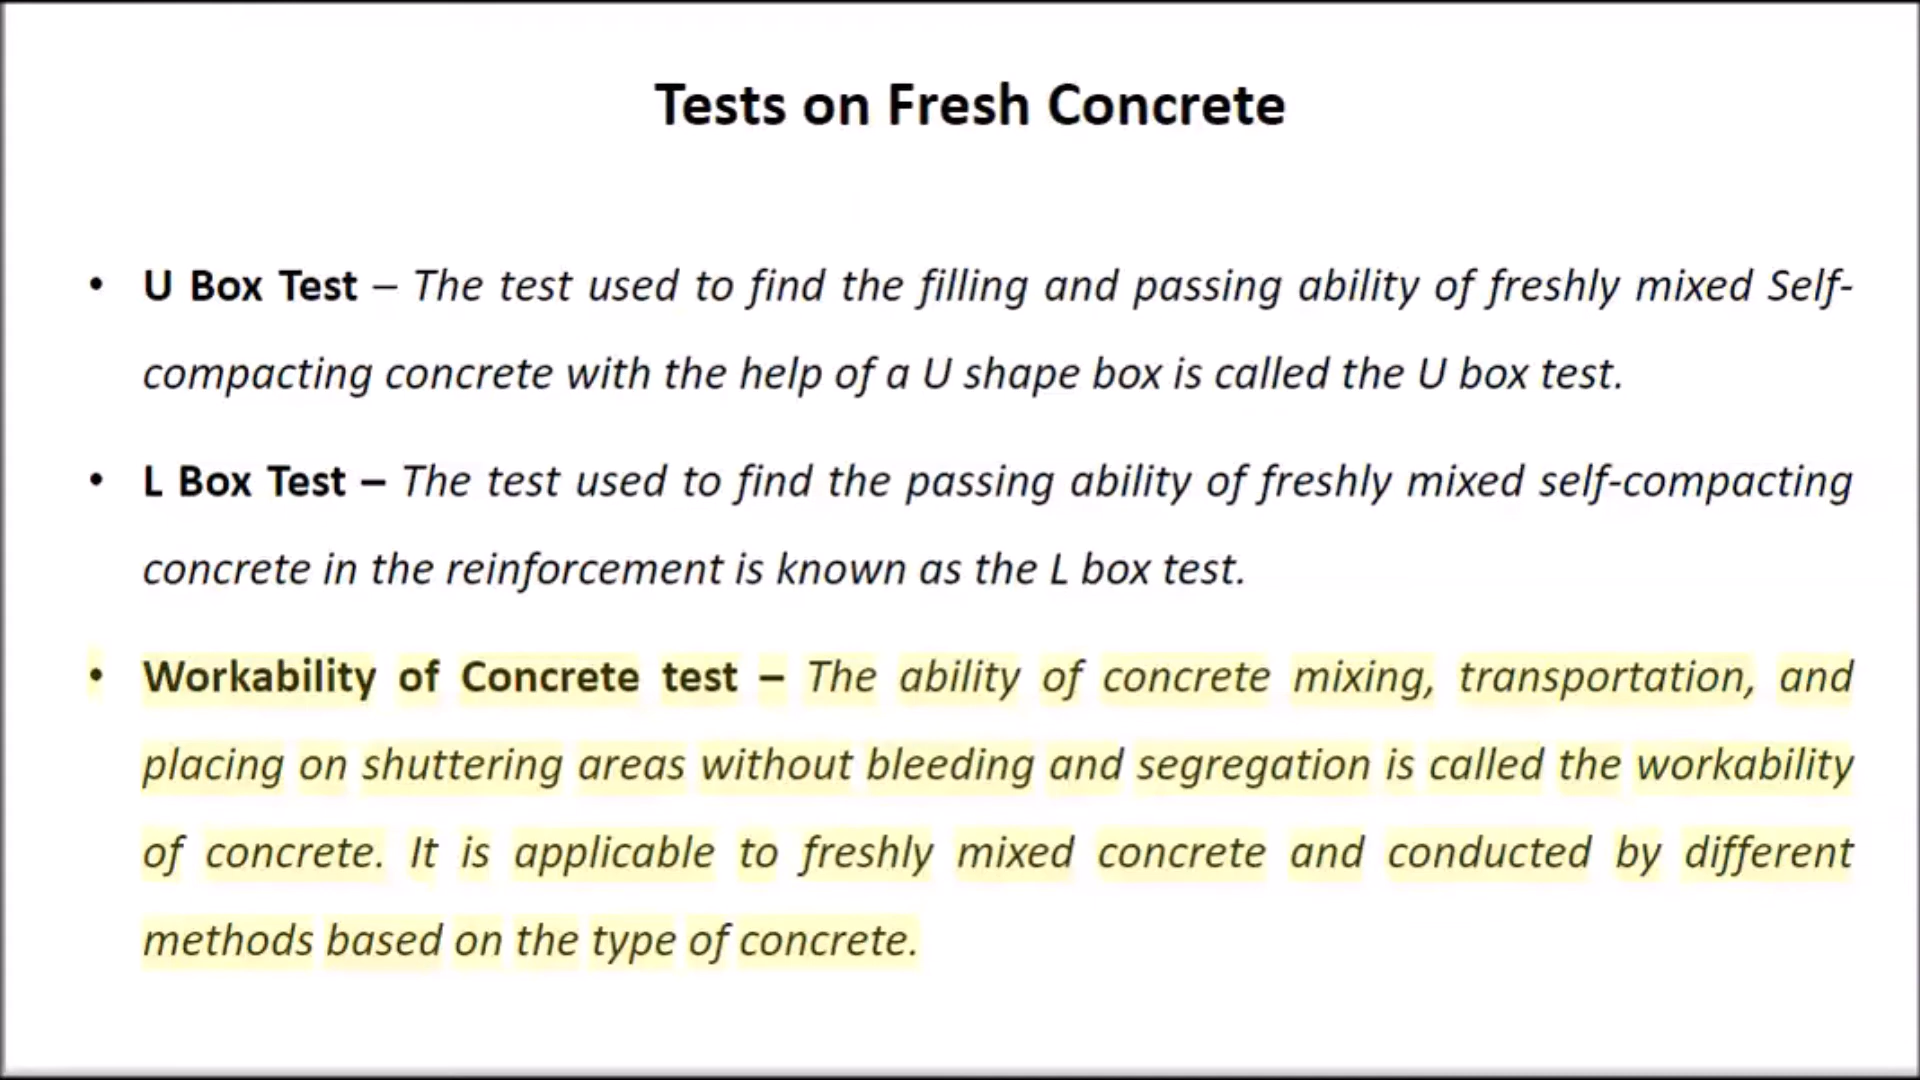 Tests on Fresh Concrete
• U Box Test – The test used to find the filling and passing ability of freshly mixed Self-
compacting concrete with the help of a U shape box is called the U box test.
• L Box Test – The test used to find the passing ability of freshly mixed self-compacting
concrete in the reinforcement is known as the L box test.
• Workability of Concrete test – The ability of concrete mixing, transportation, and
placing on shuttering areas without bleeding and segregation is called the workability
of concrete. It is applicable to freshly mixed concrete and conducted by different
methods based on the type of concrete.